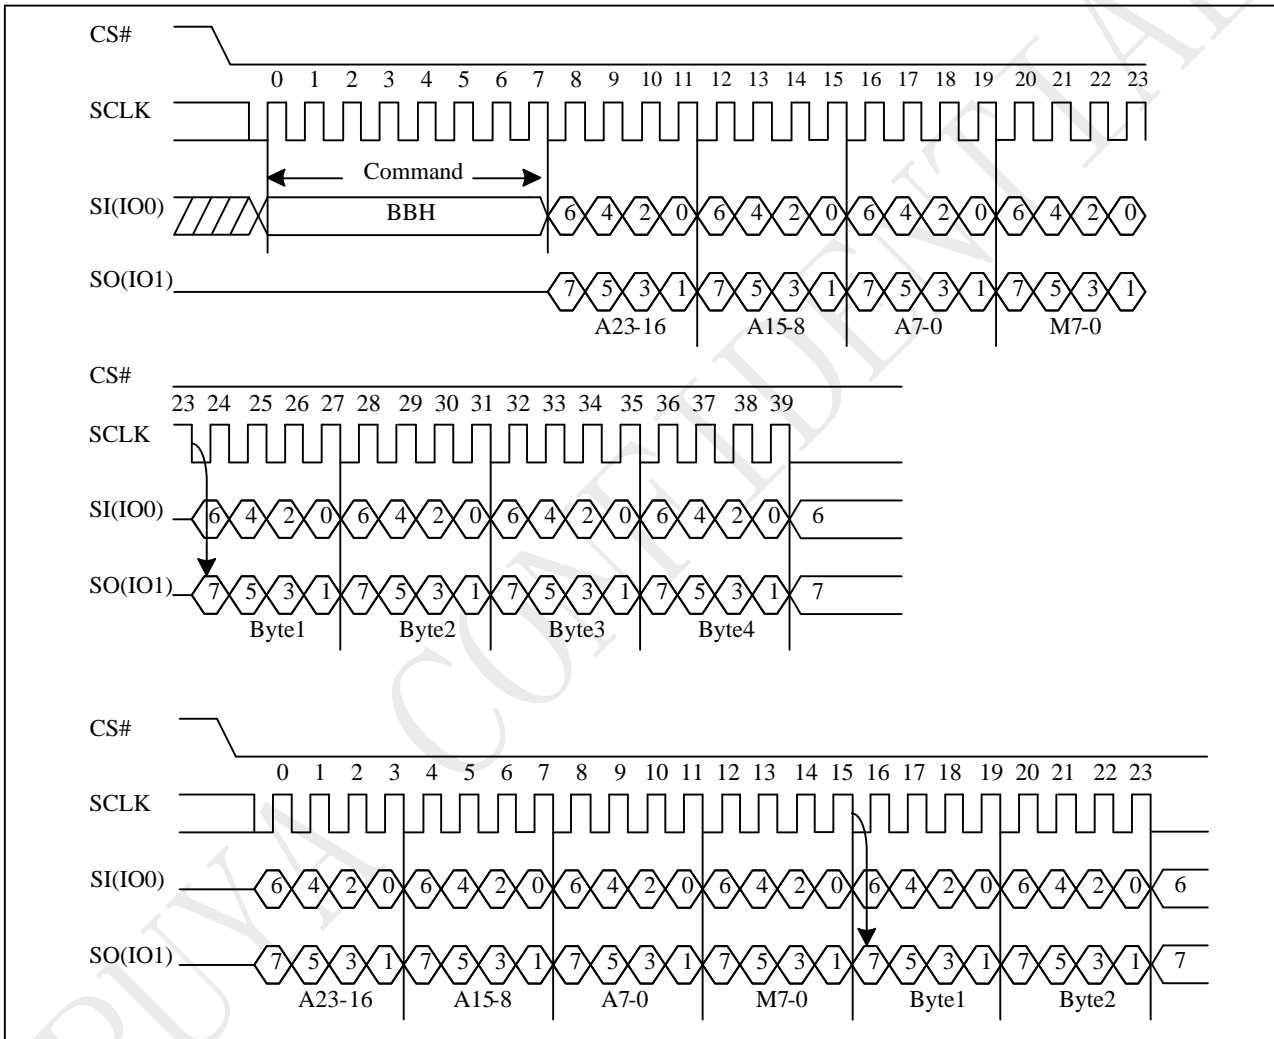 CS#
0 1 2 3 4 5 6 7 8 9 10 11 12 13 14 15 16 17 18 19 20 21 22 23
SCLK
Command
SI(IO0) BBH 6 4 2 0 6 4 2 0 6 4 2 0 6 4 2 0
SO(IO1) 7 5 3 1 7 5 3 1 7 5 3 1 7 5 3 1
A23-16 A15-8 A7-0 M7-0
CS#
23 24 25 26 27 28 29 30 31 32 33 34 35 36 37 38 39
SCLK
SI(IO0) 6 4 2 0 6 4 2 0 6 4 2 0 6 4 2 0 6
SO(IO1) 7 5 3 1 7 5 3 1 7 5 3 1 7 5 3 1 7
Byte1 Byte2 Byte3 Byte4
CS#
0 1 2 3 4 5 6 7 8 9 10 11 12 13 14 15 16 17 18 19 20 21 22 23
SCLK
SI(IO0) 6 4 2 0 6 4 2 0 6 4 2 0 6 4 2 0 6 4 2 0 6 4 2 0 6
SO(IO1) 7 5 3 1 7 5 3 1 7 5 3 1 7 5 3 1 7 5 3 1 7 5 3 1 7
A23-16 A15-8 A7-0 M7-0 Byte1 Byte2
PUYA CONFIDENTIAL